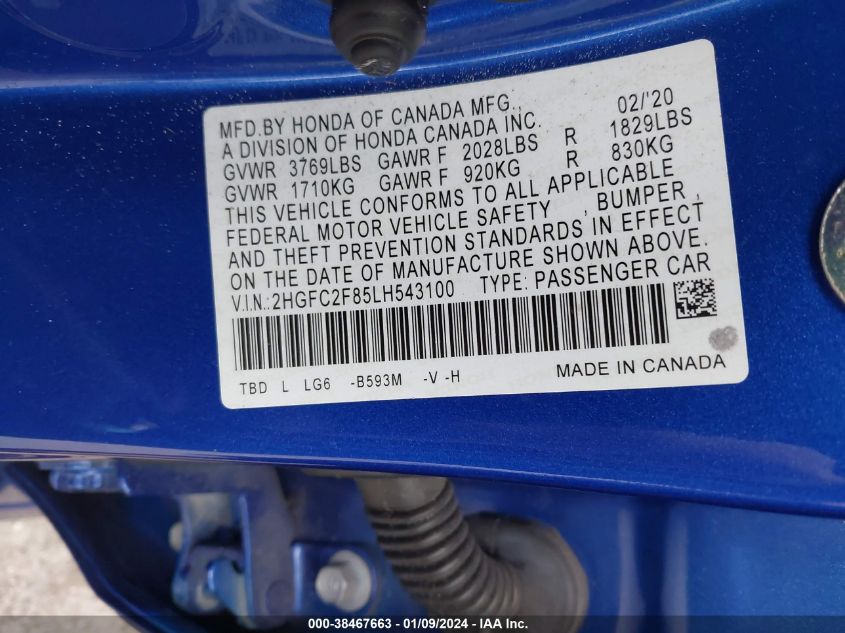 MFD.BY HONDA OF CANADA MFG., 02/'20
A DIVISION OF HONDA CANADA INC.
GVWR 3769LBS GAWR F 2028LBS R 1829LBS
GVWR 1710KG GAWR F 920KG R 830KG
THIS VEHICLE CONFORMS TO ALL APPLICABLE
FEDERAL MOTOR VEHICLE SAFETY , BUMPER ,
AND THEFT PREVENTION STANDARDS IN EFFECT
ON THE DATE OF MANUFACTURE SHOWN ABOVE.
V.I.N.:2HGFC2F85LH543100 TYPE: PASSENGER CAR
TBD L LG6 -B593M -V -H MADE IN CANADA
000-38467663 - 01/09/2024 - IAA Inc.